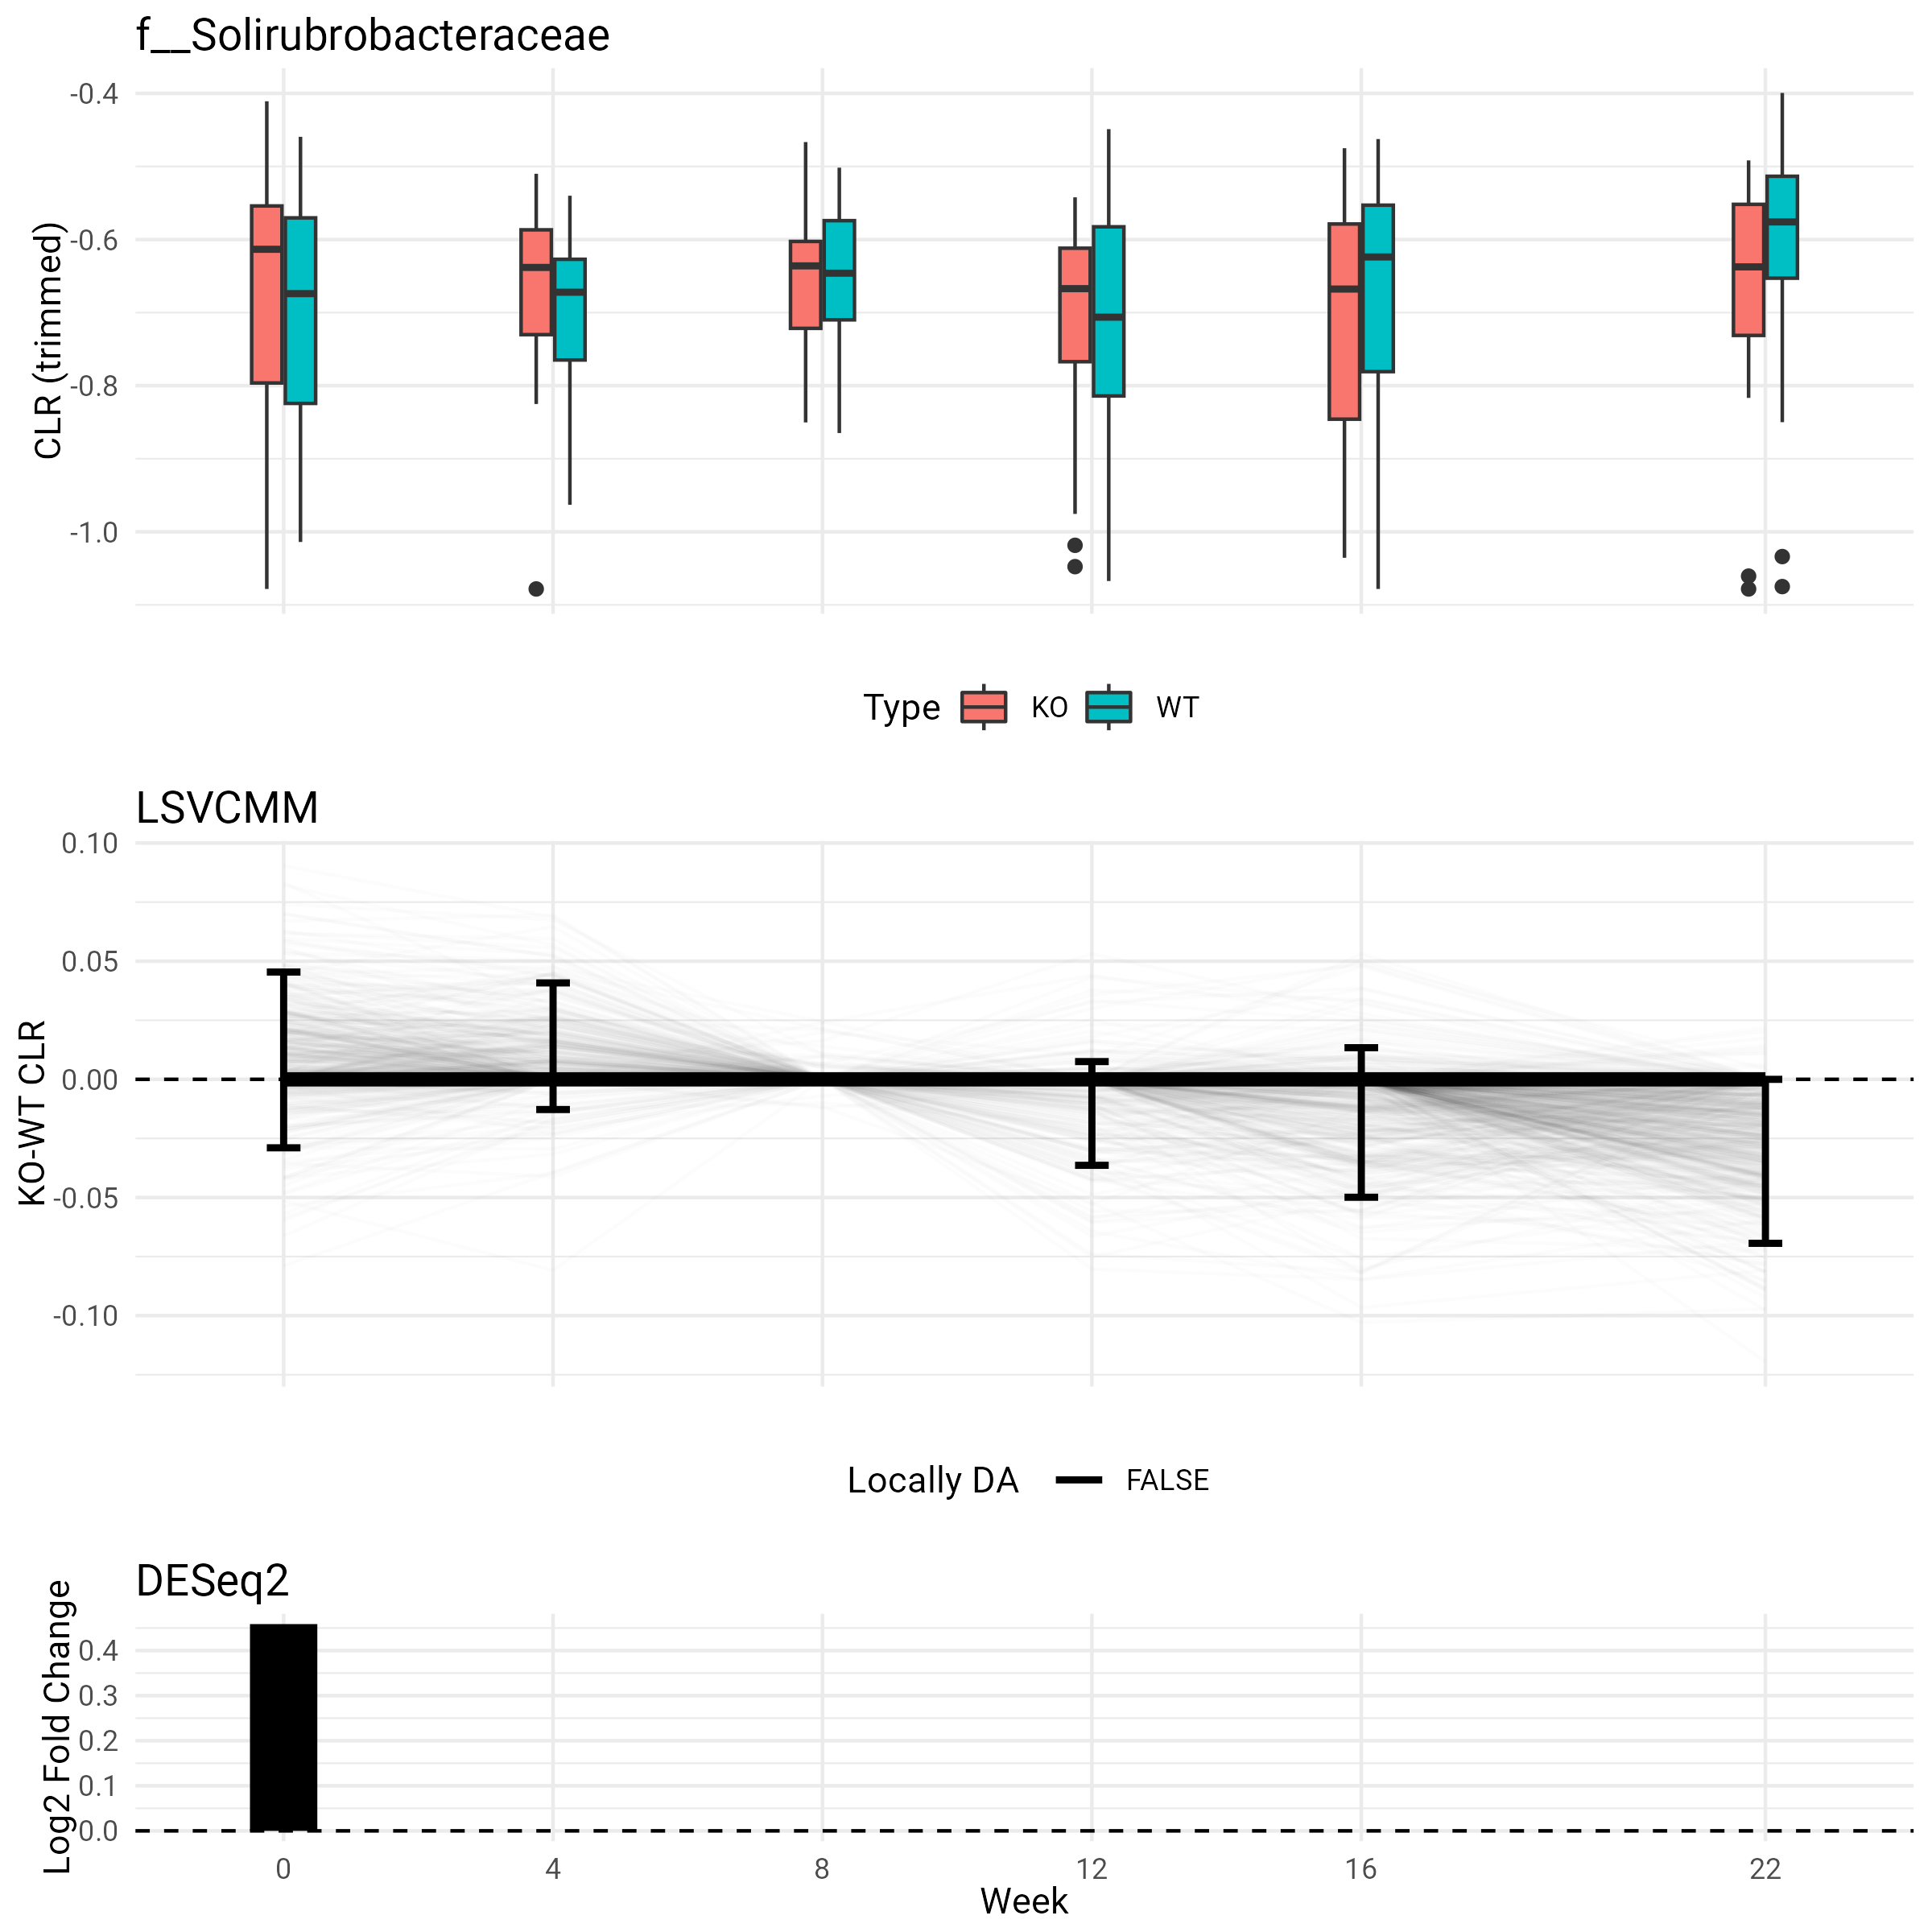 f__Solirubrobacteraceae
CLR (trimmed)
-0.4
-0.6
-0.8
-1.0
Type KO WT
LSVCMM
KO-WT CLR
0.10
0.05
0.00
-0.05
-0.10
Locally DA FALSE
DESeq2
Log2 Fold Change
0.4
0.3
0.2
0.1
0.0
0 4 8 12 16 22
Week